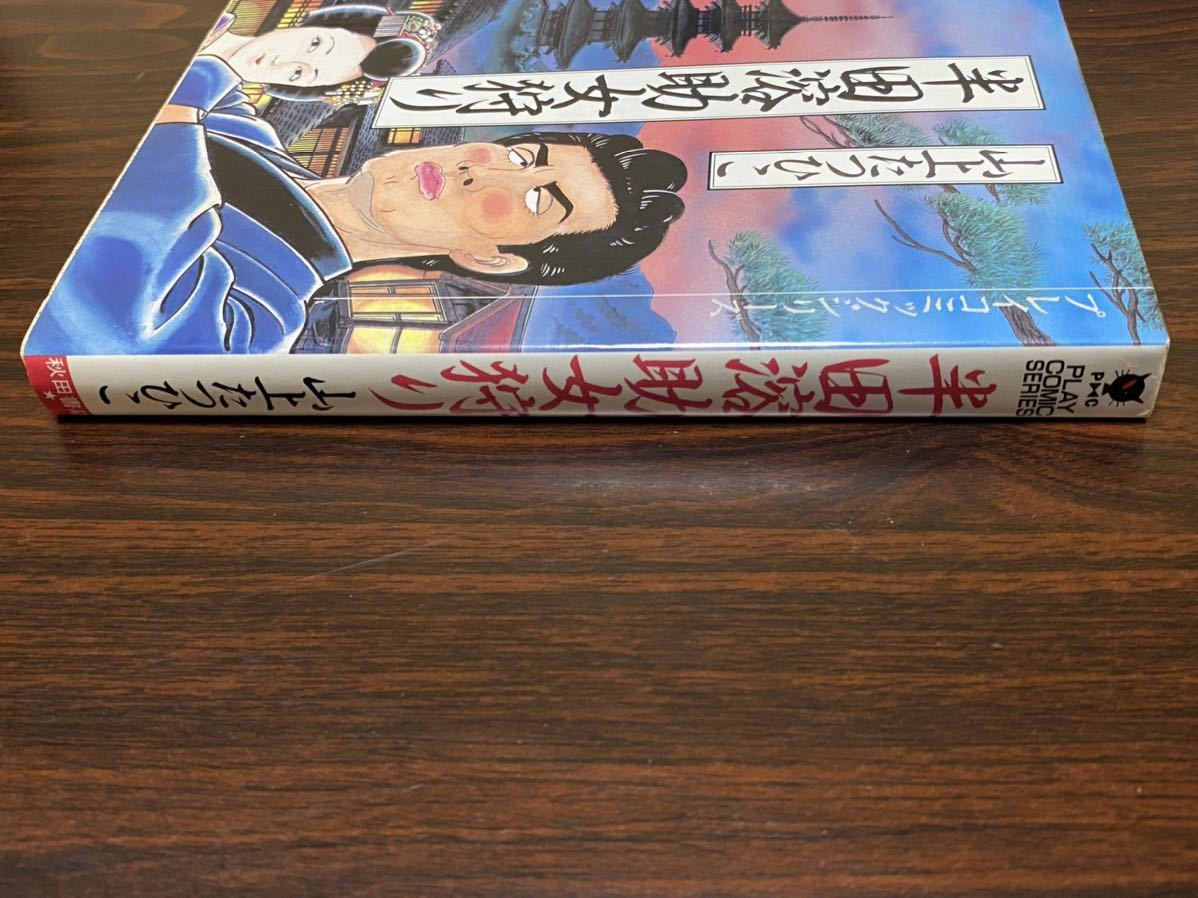 半田溶助女狩り
山上たつひこ
プレイコミックシリーズ
PLAY
COMIC
SERIES
P C
半田溶助女狩り
山上たつひこ
秋田書